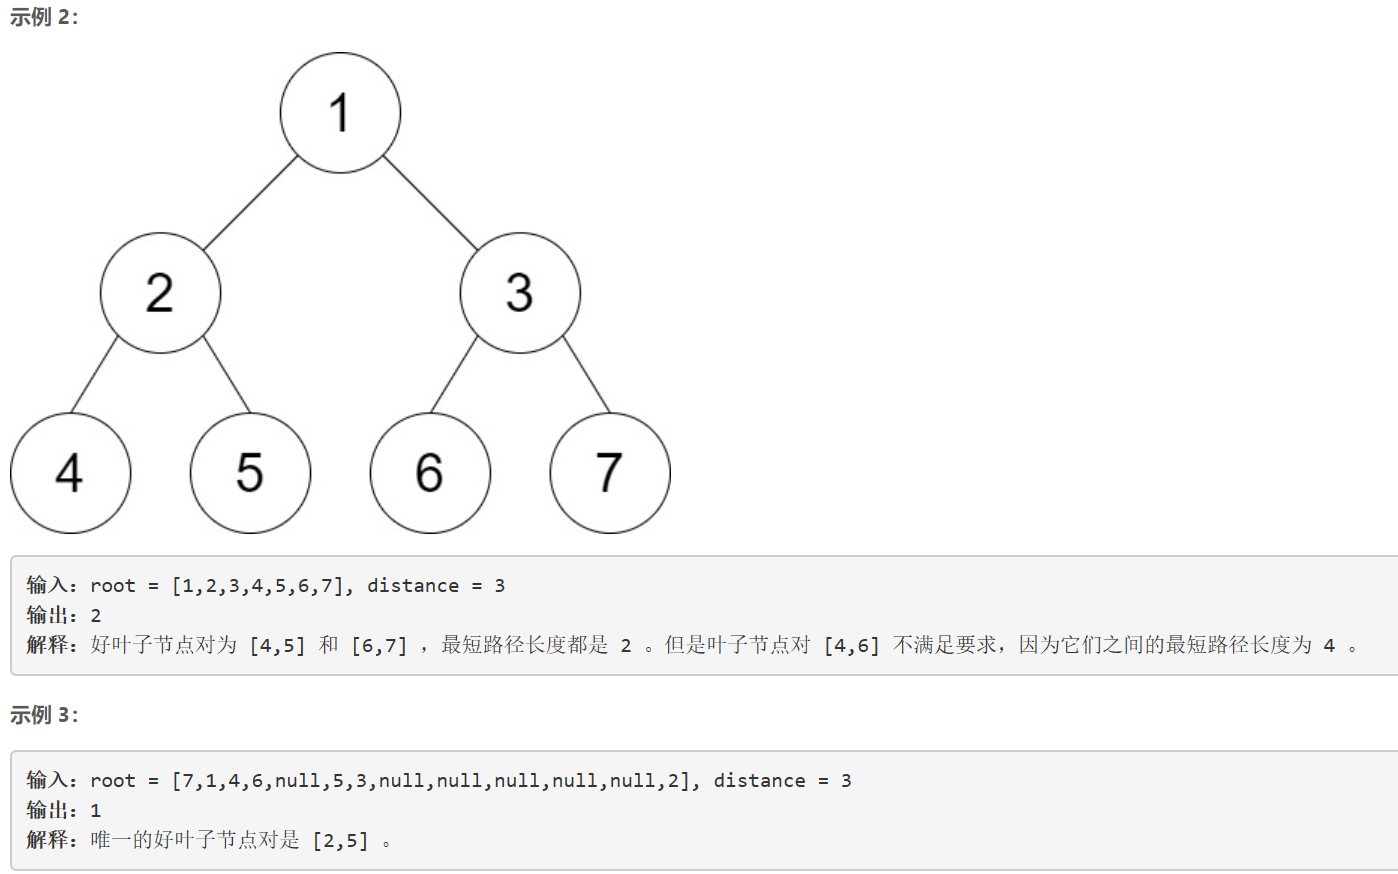 示例 2：
1
2 3
4 5 6 7
输入：root = [1,2,3,4,5,6,7], distance = 3
输出：2
解释：好叶子节点对为 [4,5] 和 [6,7] ，最短路径长度都是 2 。但是叶子节点对 [4,6] 不满足要求，因为它们之间的最短路径长度为 4 。
示例 3：
输入：root = [7,1,4,6,null,5,3,null,null,null,null,null,2], distance = 3
输出：1
解释：唯一的好叶子节点对是 [2,5] 。